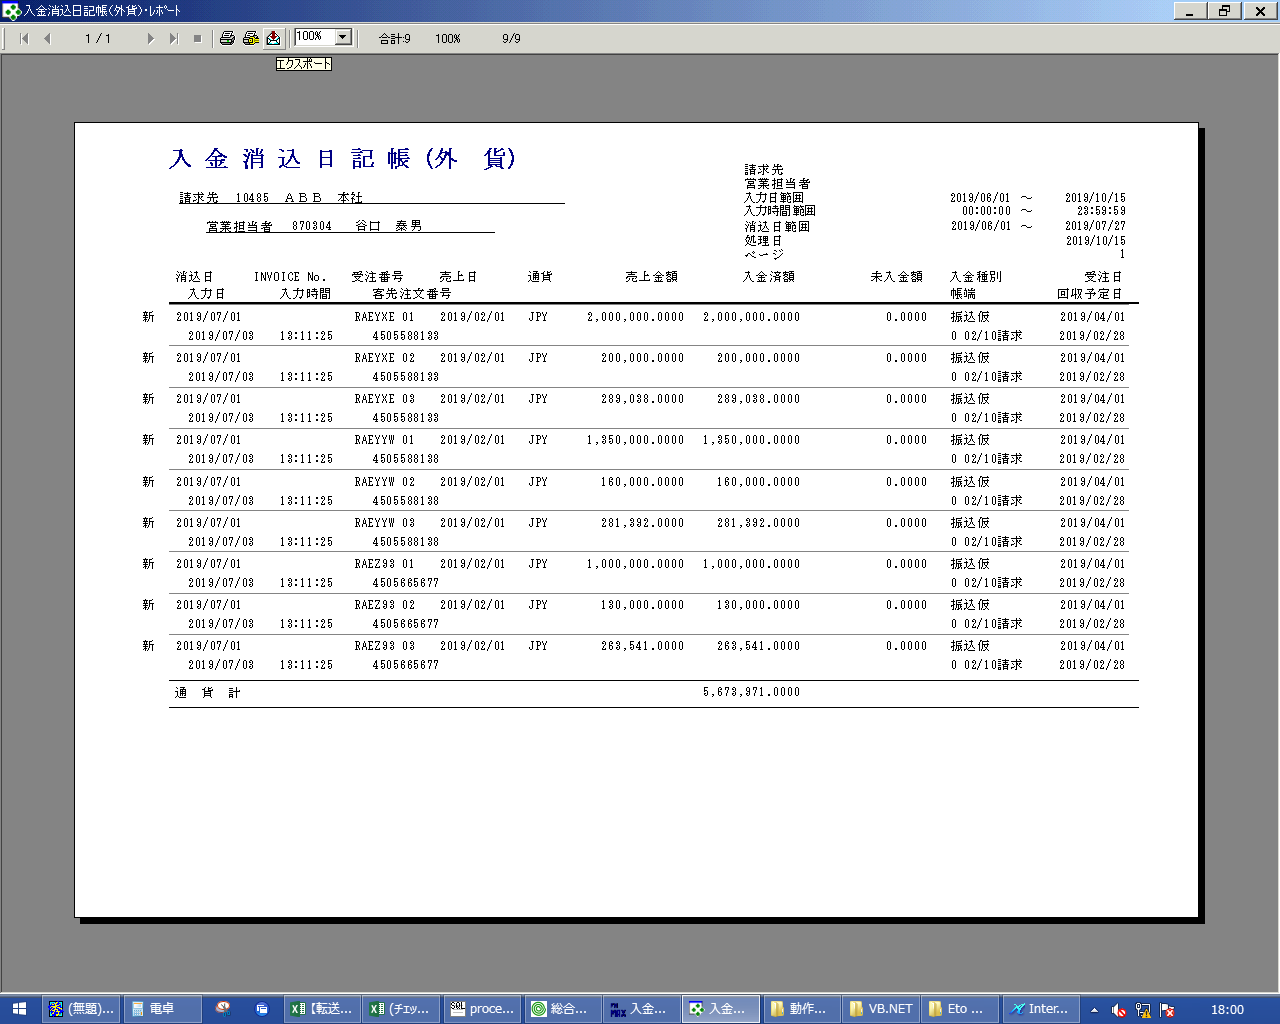 入金消込日記帳(外貨)・レポート
1 / 1 100% 合計:9 100% 9/9
エクスポート
入金消込日記帳(外 貨)
請求先
営業担当者
請求先 10485 ABB 本社
入力日範囲 2019/06/01 ～ 2019/10/15
入力時間範囲 00:00:00 ～ 23:59:59
営業担当者 870304 谷口 泰男
消込日範囲 2019/06/01 ～ 2019/07/27
処理日 2019/10/15
ページ 1
消込日 INVOICE No. 受注番号 売上日 通貨 売上金額 入金済額 未入金額 入金種別 受注日
入力日 入力時間 客先注文番号 帳端 回収予定日
新 2019/07/01 RAEYXE 01 2019/02/01 JPY 2,000,000.0000 2,000,000.0000 0.0000 振込仮 2019/04/01
2019/07/03 13:11:25 4505588133 0 02/10請求 2019/02/28
新 2019/07/01 RAEYXE 02 2019/02/01 JPY 200,000.0000 200,000.0000 0.0000 振込仮 2019/04/01
2019/07/03 13:11:25 4505588133 0 02/10請求 2019/02/28
新 2019/07/01 RAEYXE 03 2019/02/01 JPY 289,038.0000 289,038.0000 0.0000 振込仮 2019/04/01
2019/07/03 13:11:25 4505588133 0 02/10請求 2019/02/28
新 2019/07/01 RAEYYW 01 2019/02/01 JPY 1,350,000.0000 1,350,000.0000 0.0000 振込仮 2019/04/01
2019/07/03 13:11:25 4505588138 0 02/10請求 2019/02/28
新 2019/07/01 RAEYYW 02 2019/02/01 JPY 160,000.0000 160,000.0000 0.0000 振込仮 2019/04/01
2019/07/03 13:11:25 4505588138 0 02/10請求 2019/02/28
新 2019/07/01 RAEYYW 03 2019/02/01 JPY 281,392.0000 281,392.0000 0.0000 振込仮 2019/04/01
2019/07/03 13:11:25 4505588138 0 02/10請求 2019/02/28
新 2019/07/01 RAEZ93 01 2019/02/01 JPY 1,000,000.0000 1,000,000.0000 0.0000 振込仮 2019/04/01
2019/07/03 13:11:25 4505665677 0 02/10請求 2019/02/28
新 2019/07/01 RAEZ93 02 2019/02/01 JPY 130,000.0000 130,000.0000 0.0000 振込仮 2019/04/01
2019/07/03 13:11:25 4505665677 0 02/10請求 2019/02/28
新 2019/07/01 RAEZ93 03 2019/02/01 JPY 263,541.0000 263,541.0000 0.0000 振込仮 2019/04/01
2019/07/03 13:11:25 4505665677 0 02/10請求 2019/02/28
通 貨 計 5,673,971.0000
(無題)... 電卓 【転送... (チェッ... proce... 総合... 入金... 入金... 動作... VB.NET Eto ... Inter... 18:00